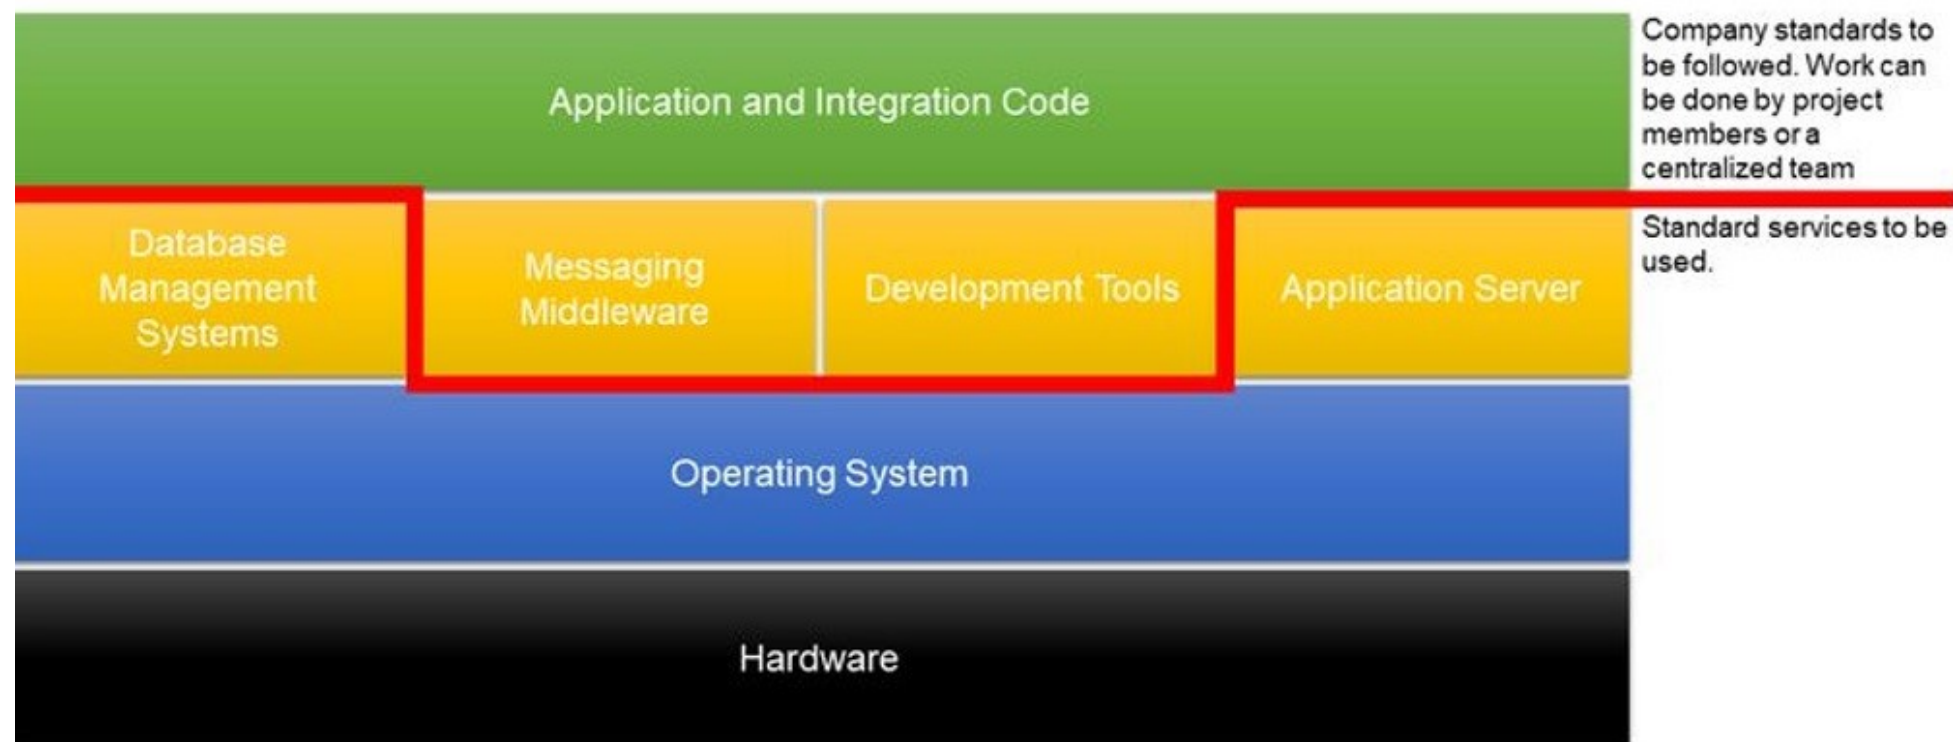 Application and Integration Code
Company standards to
be followed. Work can
be done by project
members or a
centralized team
Database
Management
Systems
Messaging
Middleware
Development Tools
Application Server
Standard services to be
used.
Operating System
Hardware